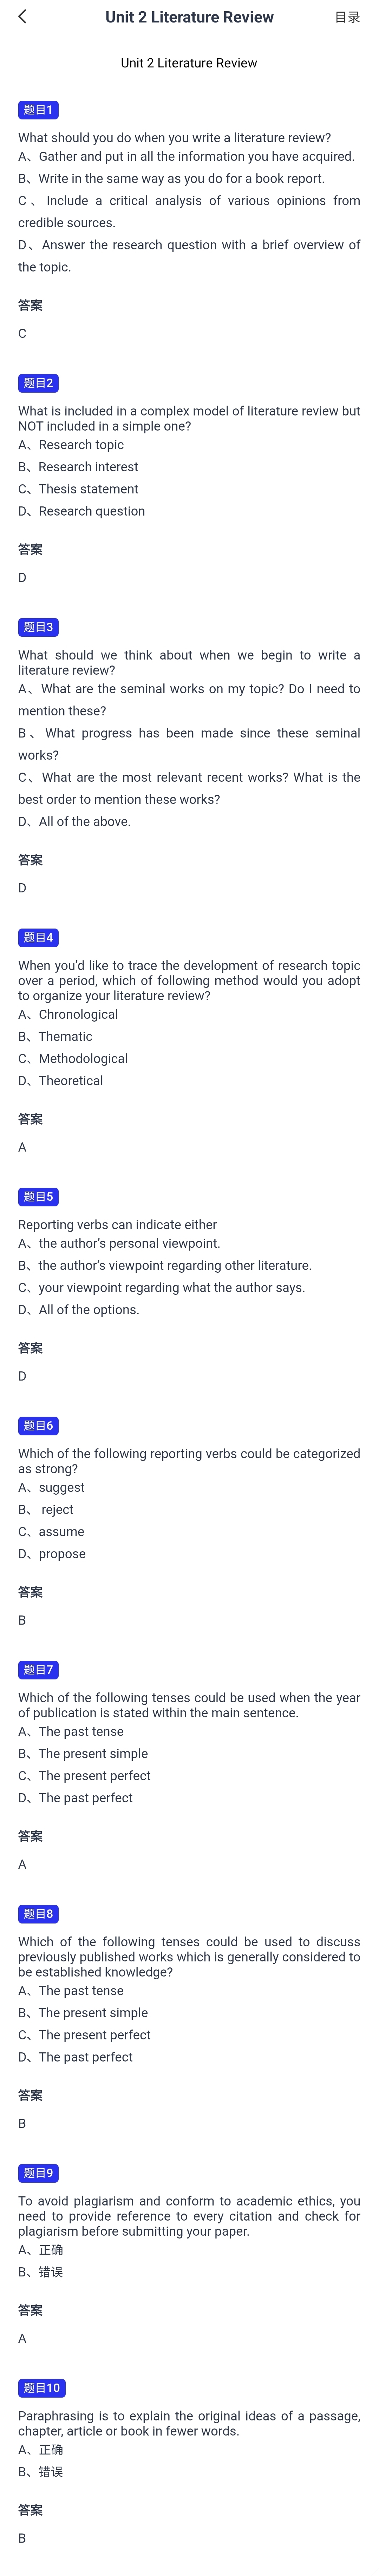 Unit 2 Literature Review
目录
Unit 2 Literature Review
题目1
What should you do when you write a literature review?
A、Gather and put in all the information you have acquired.
B、Write in the same way as you do for a book report.
C、Include a critical analysis of various opinions from
credible sources.
D、Answer the research question with a brief overview of
the topic.
答案
C
题目2
What is included in a complex model of literature review but
NOT included in a simple one?
A、Research topic
B、Research interest
C、Thesis statement
D、Research question
答案
D
题目3
What should we think about when we begin to write a
literature review?
A、What are the seminal works on my topic? Do I need to
mention these?
B、What progress has been made since these seminal
works?
C、What are the most relevant recent works? What is the
best order to mention these works?
D、All of the above.
答案
D
题目4
When you’d like to trace the development of research topic
over a period, which of following method would you adopt
to organize your literature review?
A、Chronological
B、Thematic
C、Methodological
D、Theoretical
答案
A
题目5
Reporting verbs can indicate either
A、the author’s personal viewpoint.
B、the author’s viewpoint regarding other literature.
C、your viewpoint regarding what the author says.
D、All of the options.
答案
D
题目6
Which of the following reporting verbs could be categorized
as strong?
A、suggest
B、 reject
C、assume
D、propose
答案
B
题目7
Which of the following tenses could be used when the year
of publication is stated within the main sentence.
A、The past tense
B、The present simple
C、The present perfect
D、The past perfect
答案
A
题目8
Which of the following tenses could be used to discuss
previously published works which is generally considered to
be established knowledge?
A、The past tense
B、The present simple
C、The present perfect
D、The past perfect
答案
B
题目9
To avoid plagiarism and conform to academic ethics, you
need to provide reference to every citation and check for
plagiarism before submitting your paper.
A、正确
B、错误
答案
A
题目10
Paraphrasing is to explain the original ideas of a passage,
chapter, article or book in fewer words.
A、正确
B、错误
答案
B